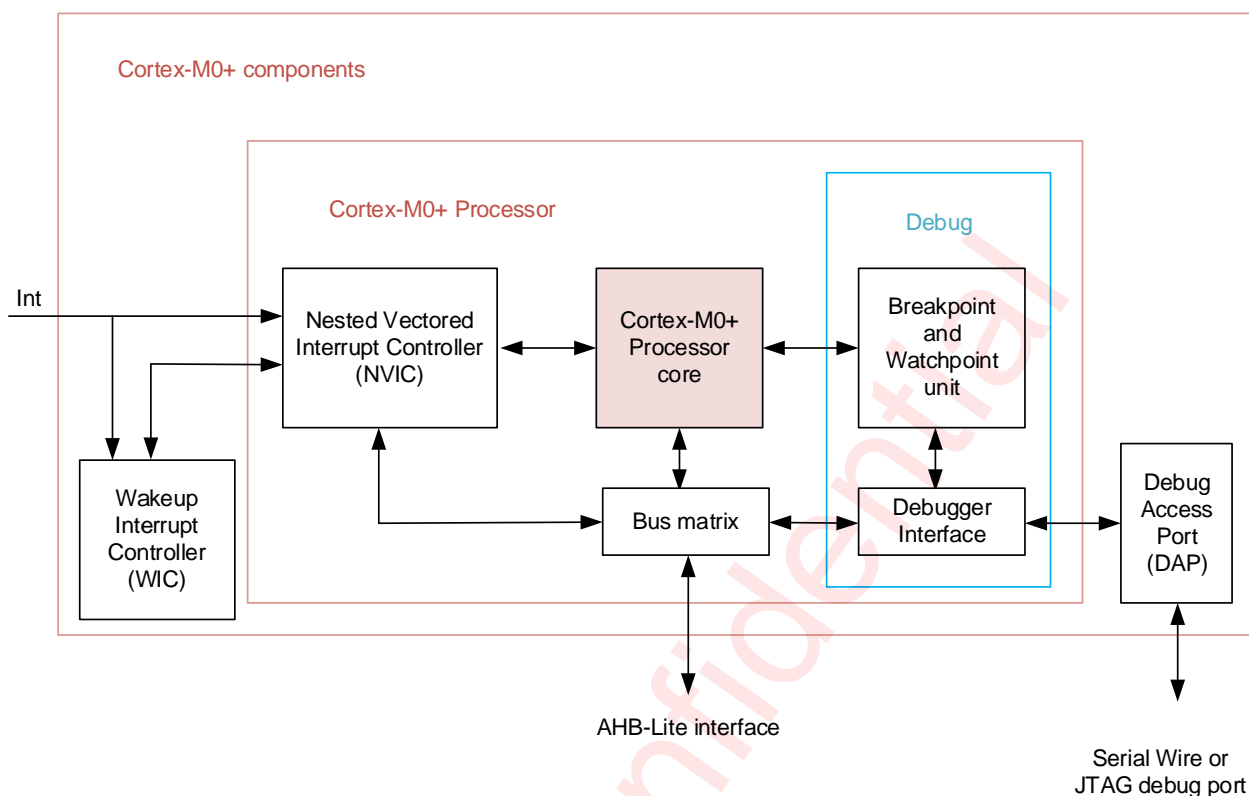 Cortex-M0+ components
Cortex-M0+ Processor
Debug
Int
Nested Vectored
Interrupt Controller
(NVIC)
Cortex-M0+
Processor
core
Breakpoint
and
Watchpoint
unit
Wakeup
Interrupt
Controller
(WIC)
Bus matrix
Debugger
Interface
Debug
Access
Port
(DAP)
AHB-Lite interface
Serial Wire or
JTAG debug port
nfidential